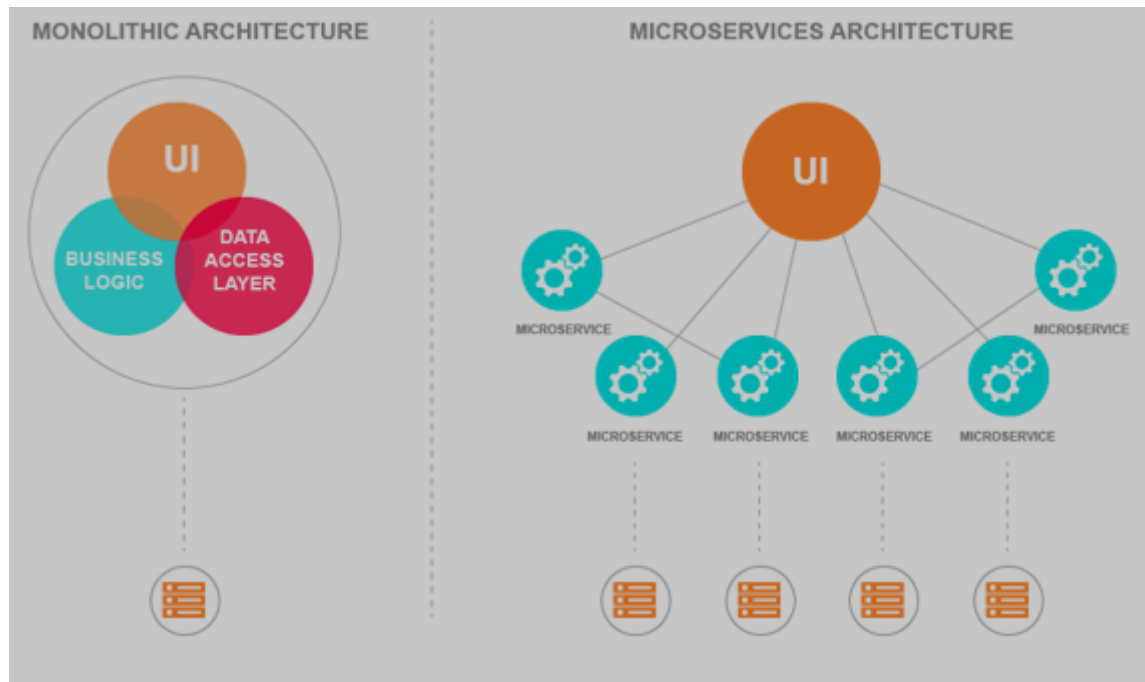 MONOLITHIC ARCHITECTURE
UI
BUSINESS
LOGIC
DATA
ACCESS
LAYER
MICROSERVICES ARCHITECTURE
UI
MICROSERVICE
MICROSERVICE
MICROSERVICE
MICROSERVICE
MICROSERVICE
MICROSERVICE